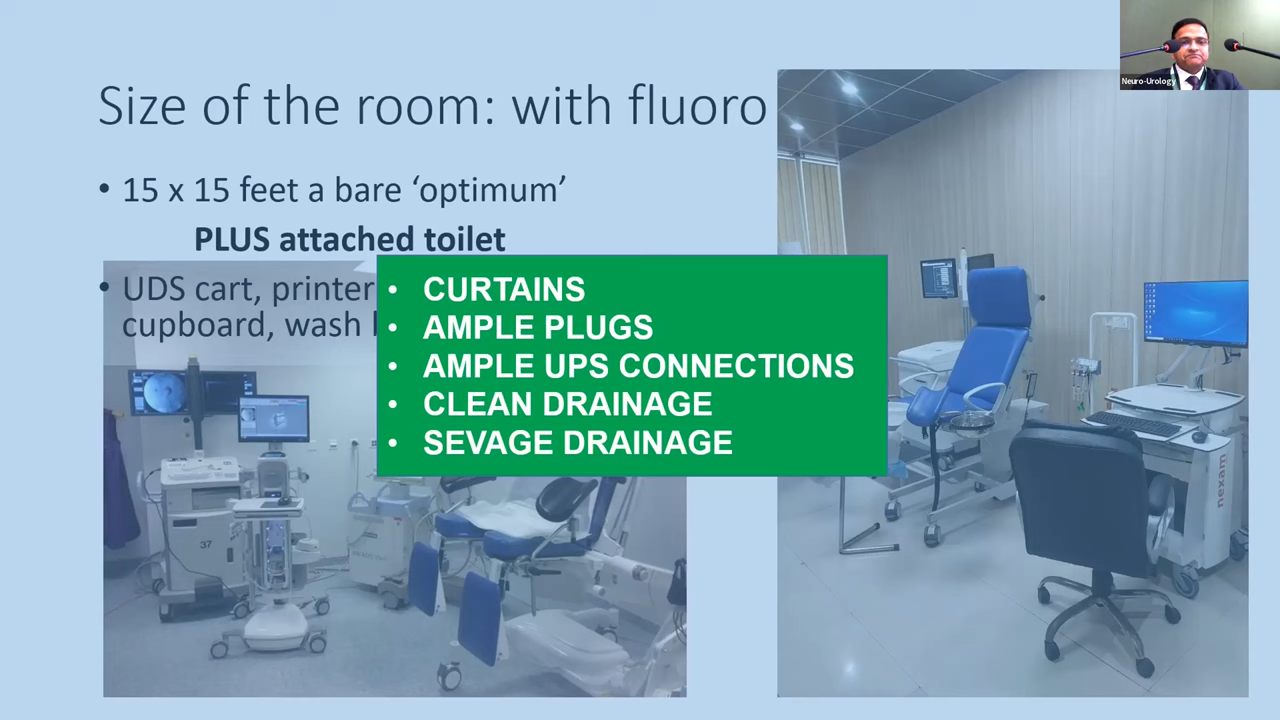 Size of the room: with fluoro
• 15 x 15 feet a bare ‘optimum’
PLUS attached toilet
• UDS cart, printer
cupboard, wash
• CURTAINS
• AMPLE PLUGS
• AMPLE UPS CONNECTIONS
• CLEAN DRAINAGE
• SEVAGE DRAINAGE
Neuro-Urology
37
nexam